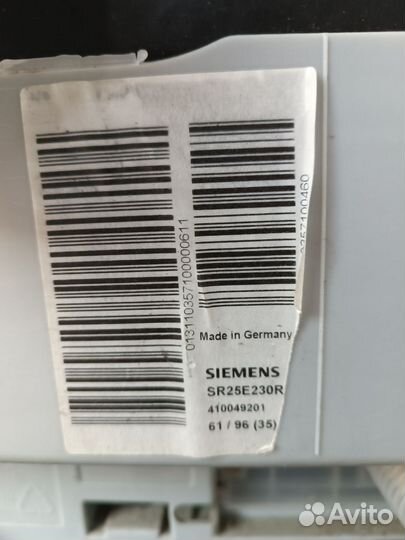 013110357100000611
Made in Germany
SIEMENS
SR25E230R
410049201
61 / 96 (35)
Avito